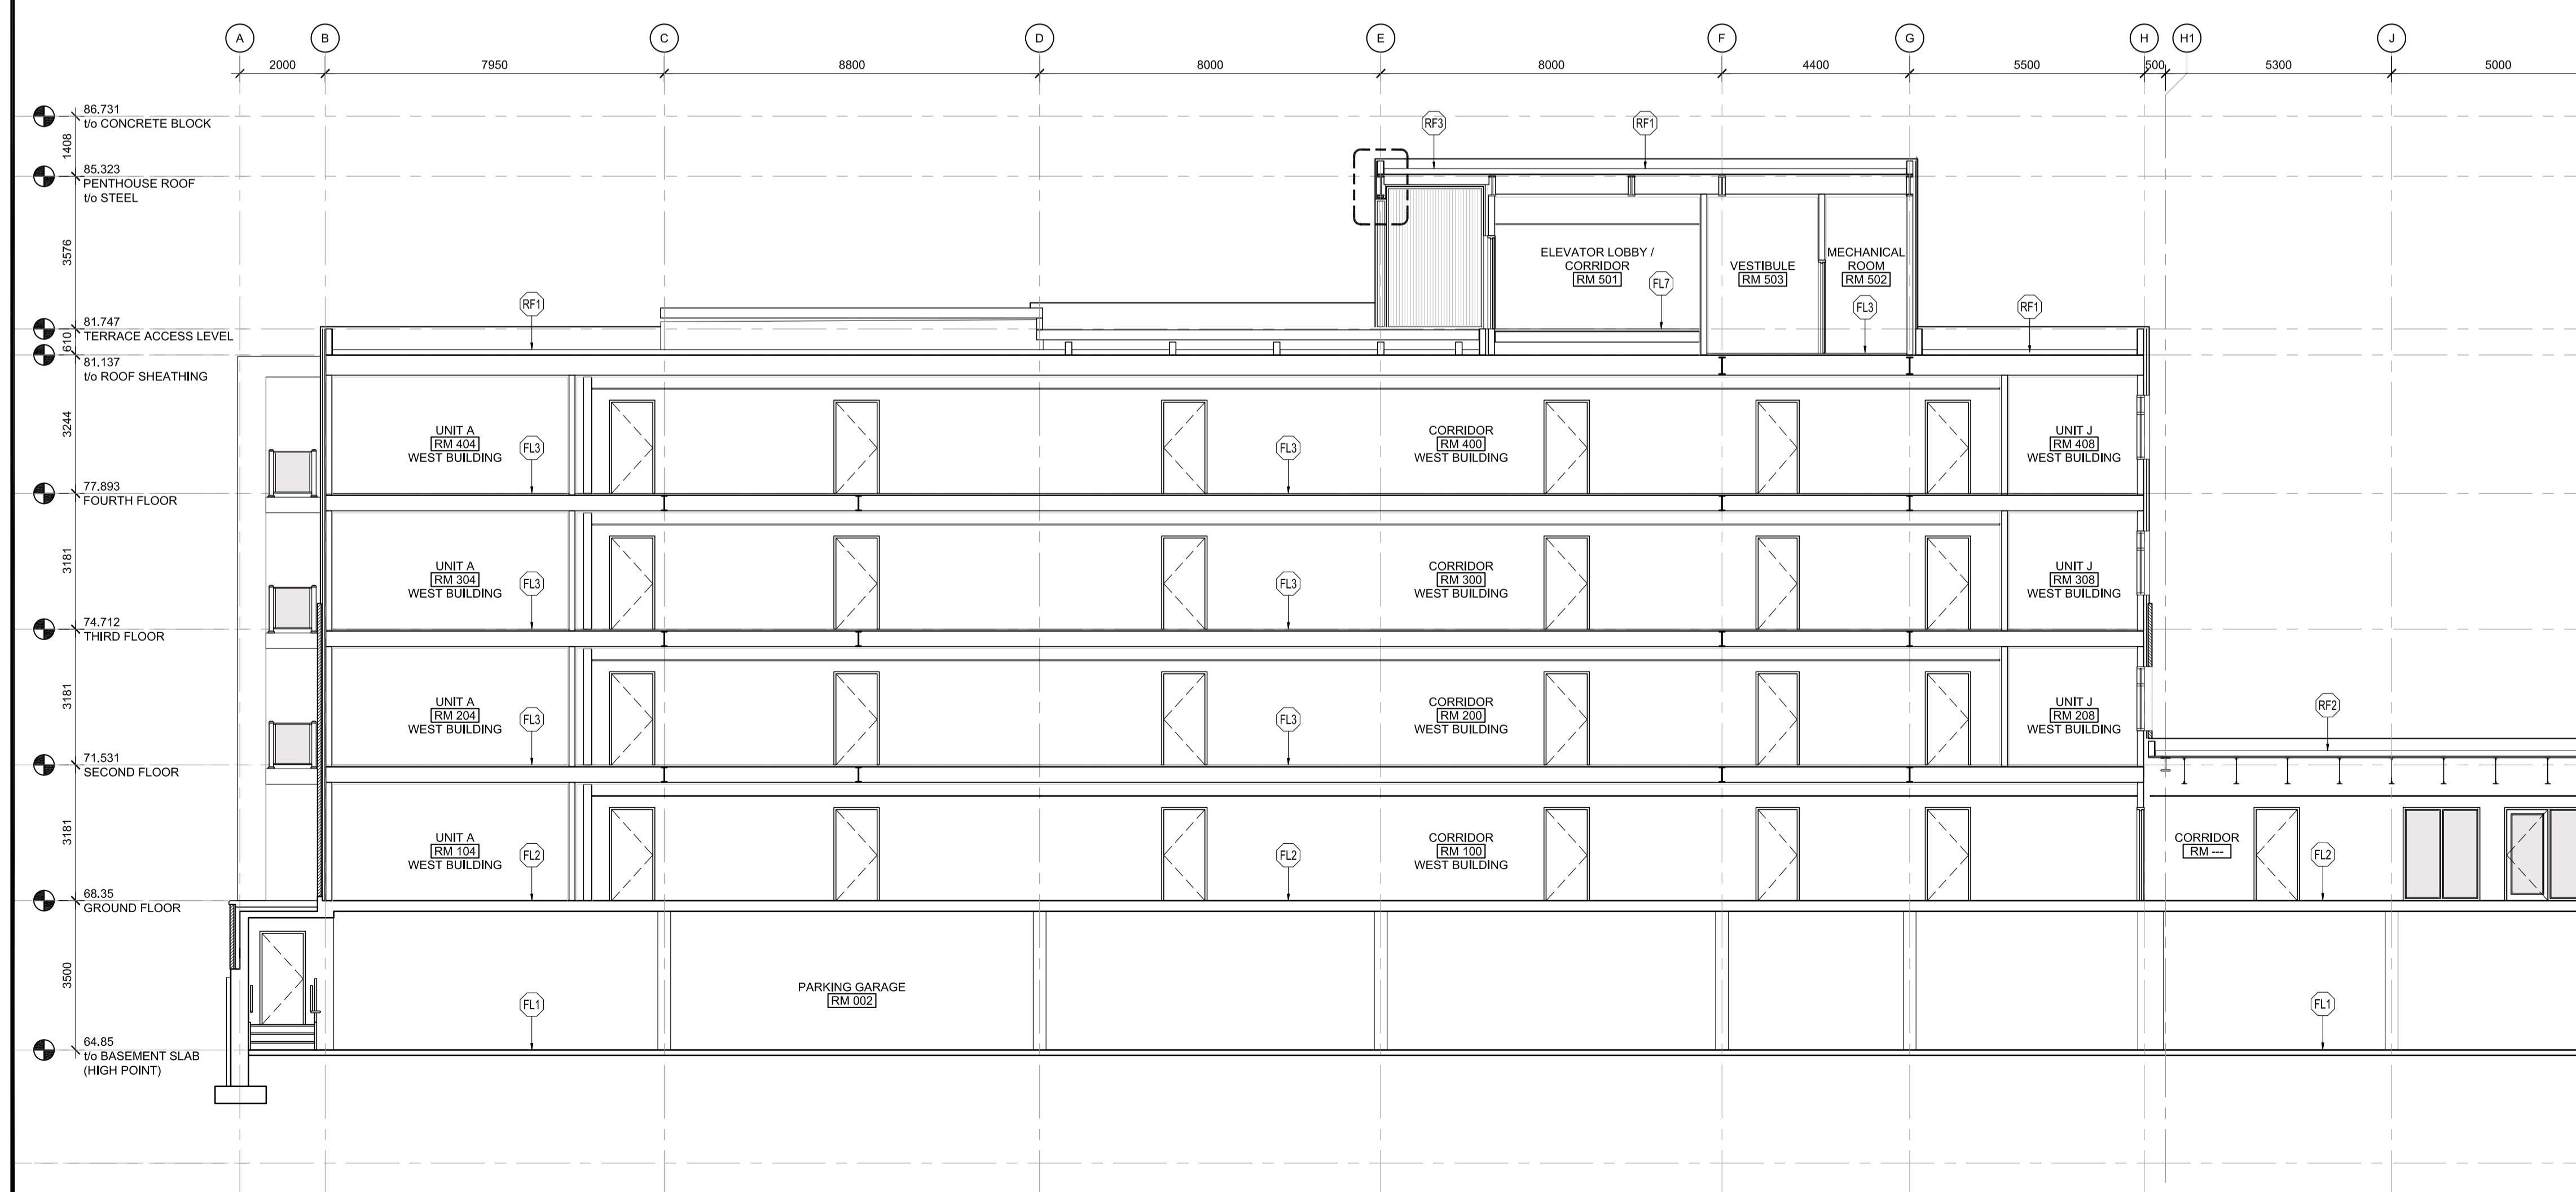 A B C D E F G H H1 J
2000 7950 8800 8000 8000 4400 5500 500 5300 5000
86.731
t/o CONCRETE BLOCK
1408
RF3 RF1
85.323
PENTHOUSE ROOF
t/o STEEL
3576
ELEVATOR LOBBY /
CORRIDOR
RM 501
FL7
VESTIBULE
RM 503
MECHANICAL
ROOM
RM 502
FL3
RF1
RF1
81.747
TERRACE ACCESS LEVEL
610
81.137
t/o ROOF SHEATHING
3244
UNIT A
RM 404
WEST BUILDING
FL3
FL3
CORRIDOR
RM 400
WEST BUILDING
UNIT J
RM 408
WEST BUILDING
77.893
FOURTH FLOOR
3181
UNIT A
RM 304
WEST BUILDING
FL3
FL3
CORRIDOR
RM 300
WEST BUILDING
UNIT J
RM 308
WEST BUILDING
74.712
THIRD FLOOR
3181
UNIT A
RM 204
WEST BUILDING
FL3
FL3
CORRIDOR
RM 200
WEST BUILDING
UNIT J
RM 208
WEST BUILDING
RF2
71.531
SECOND FLOOR
3181
UNIT A
RM 104
WEST BUILDING
FL2
FL2
CORRIDOR
RM 100
WEST BUILDING
CORRIDOR
RM ---
FL2
68.35
GROUND FLOOR
3500
PARKING GARAGE
RM 002
FL1
FL1
64.85
t/o BASEMENT SLAB
(HIGH POINT)